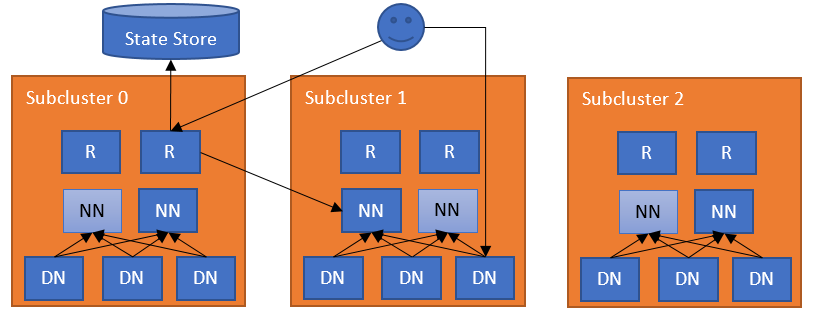 State Store
Subcluster 0
R
R
NN
NN
DN
DN
DN
Subcluster 1
R
R
NN
NN
DN
DN
DN
Subcluster 2
R
R
NN
NN
DN
DN
DN